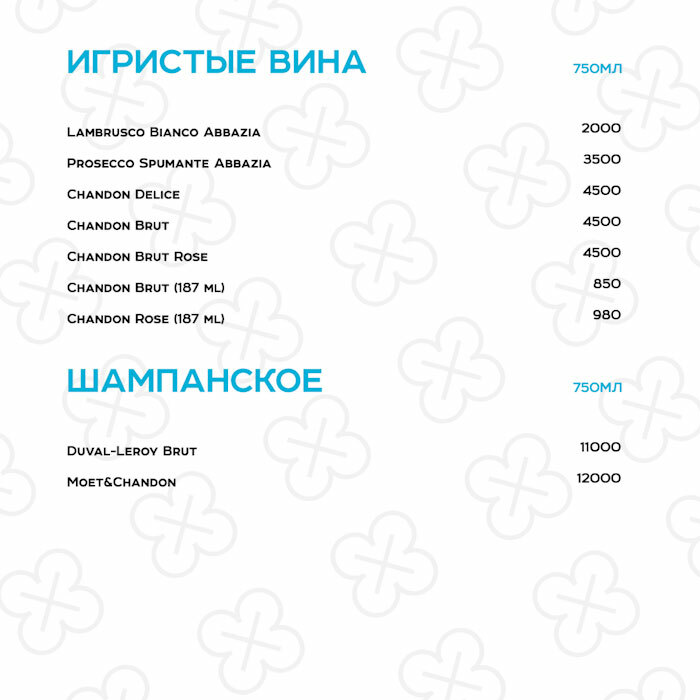 ИГРИСТЫЕ ВИНА 750МЛ
Lambrusco Bianco Abbazia 2000
Prosecco Spumante Abbazia 3500
Chandon Delice 4500
Chandon Brut 4500
Chandon Brut Rose 4500
Chandon Brut (187 ml) 850
Chandon Rose (187 ml) 980
ШАМПАНСКОЕ 750МЛ
Duval-Leroy Brut 11000
Moet&Chandon 12000